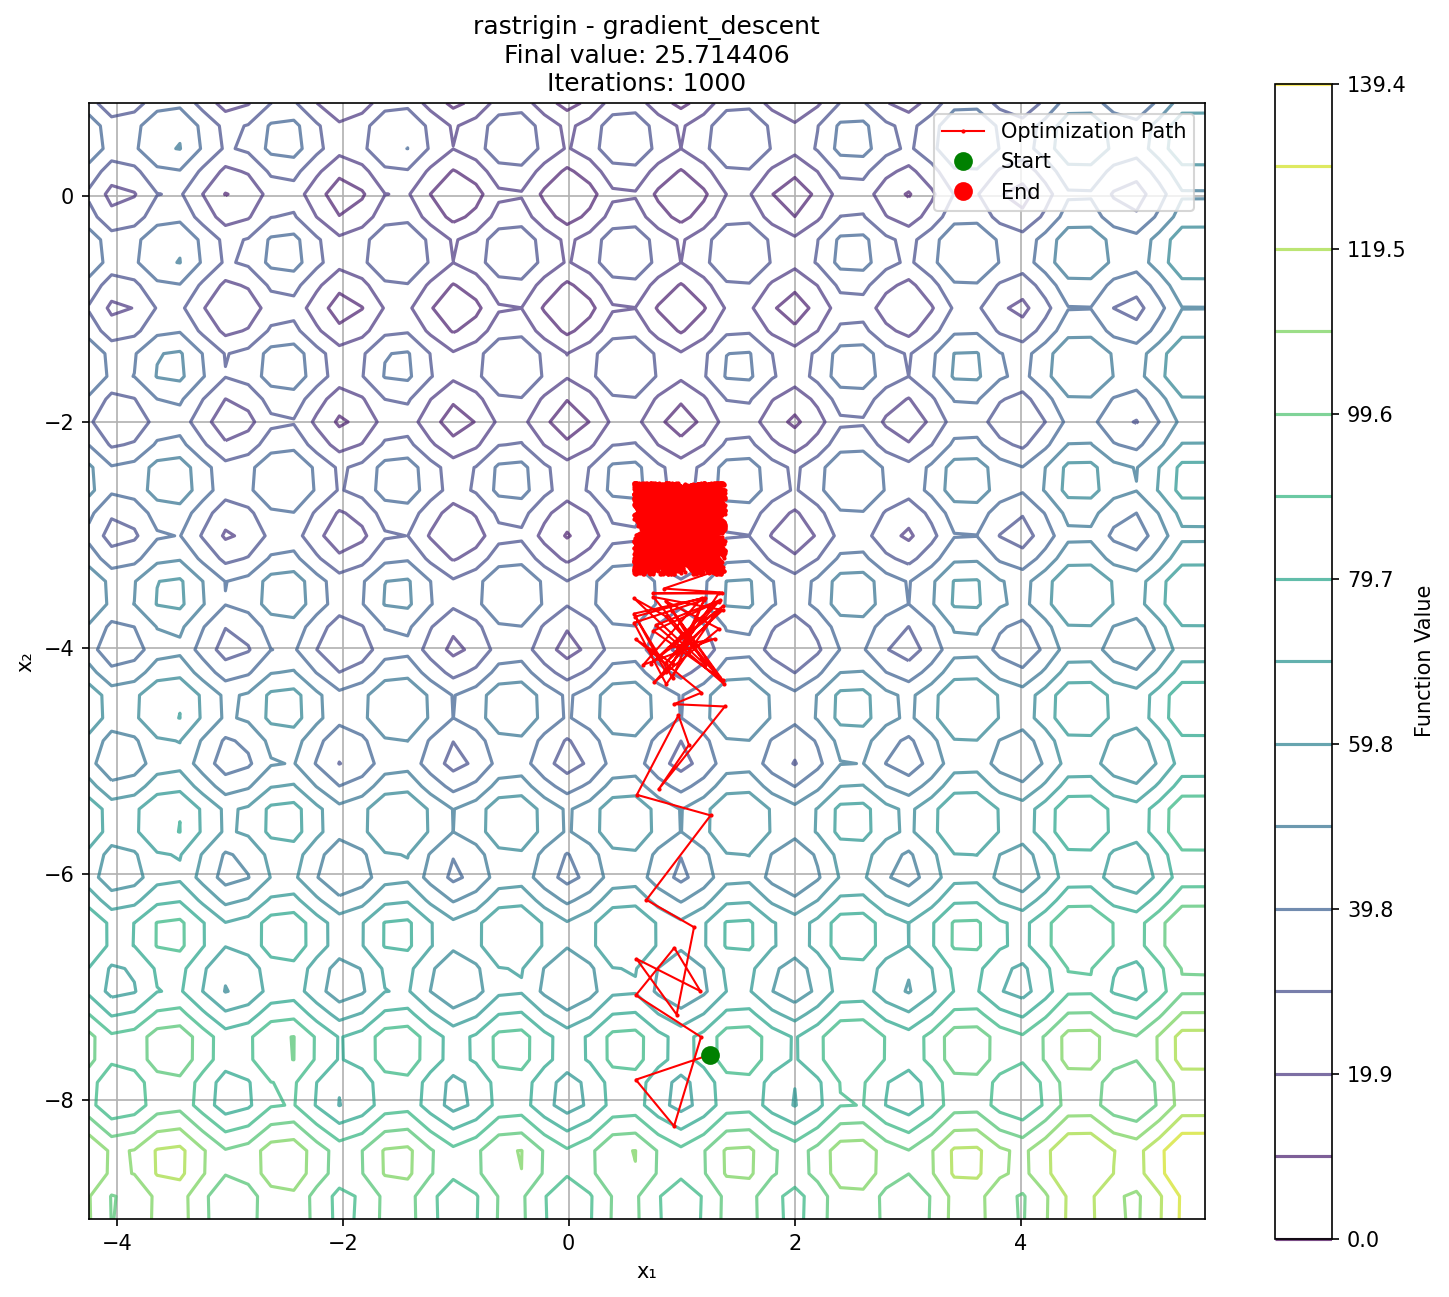 rastrigin - gradient_descent
Final value: 25.714406
Iterations: 1000
Optimization Path
Start
End
0
−2
−4
−6
−8
x₂
−4
−2
0
2
4
x₁
139.4
119.5
99.6
79.7
59.8
39.8
19.9
0.0
Function Value